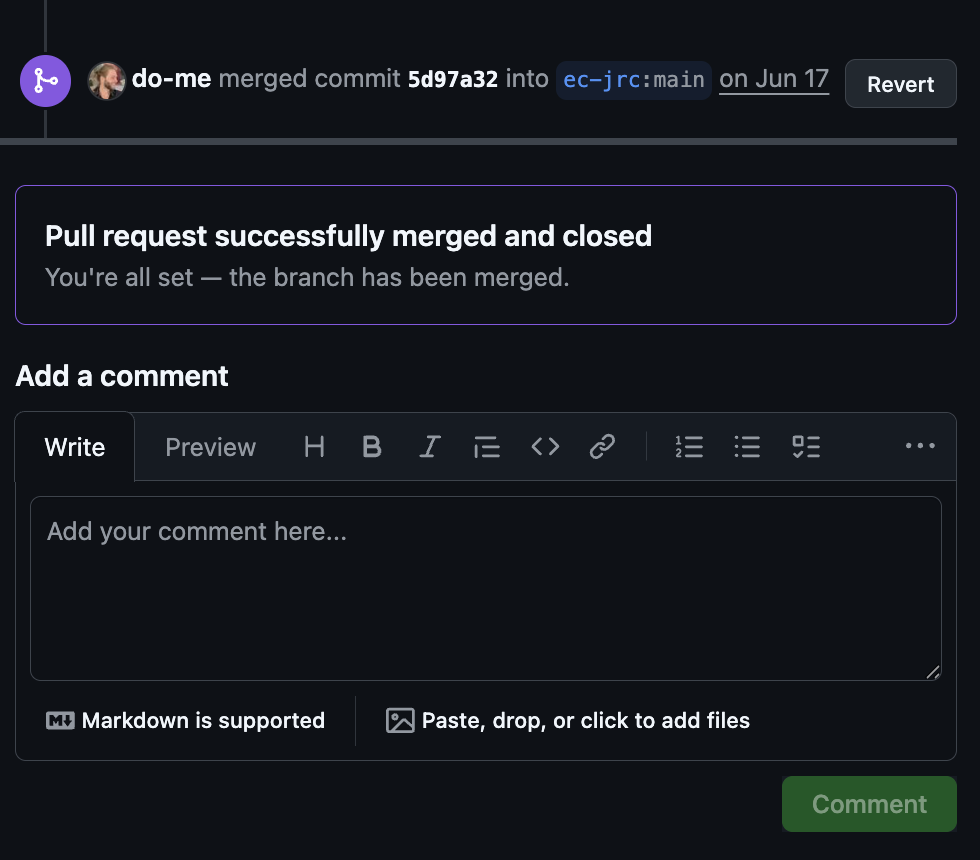 do-me merged commit 5d97a32 into ec-jrc:main on Jun 17 Revert
Pull request successfully merged and closed
You're all set — the branch has been merged.
Add a comment
Write Preview
Add your comment here...
Markdown is supported Paste, drop, or click to add files
Comment